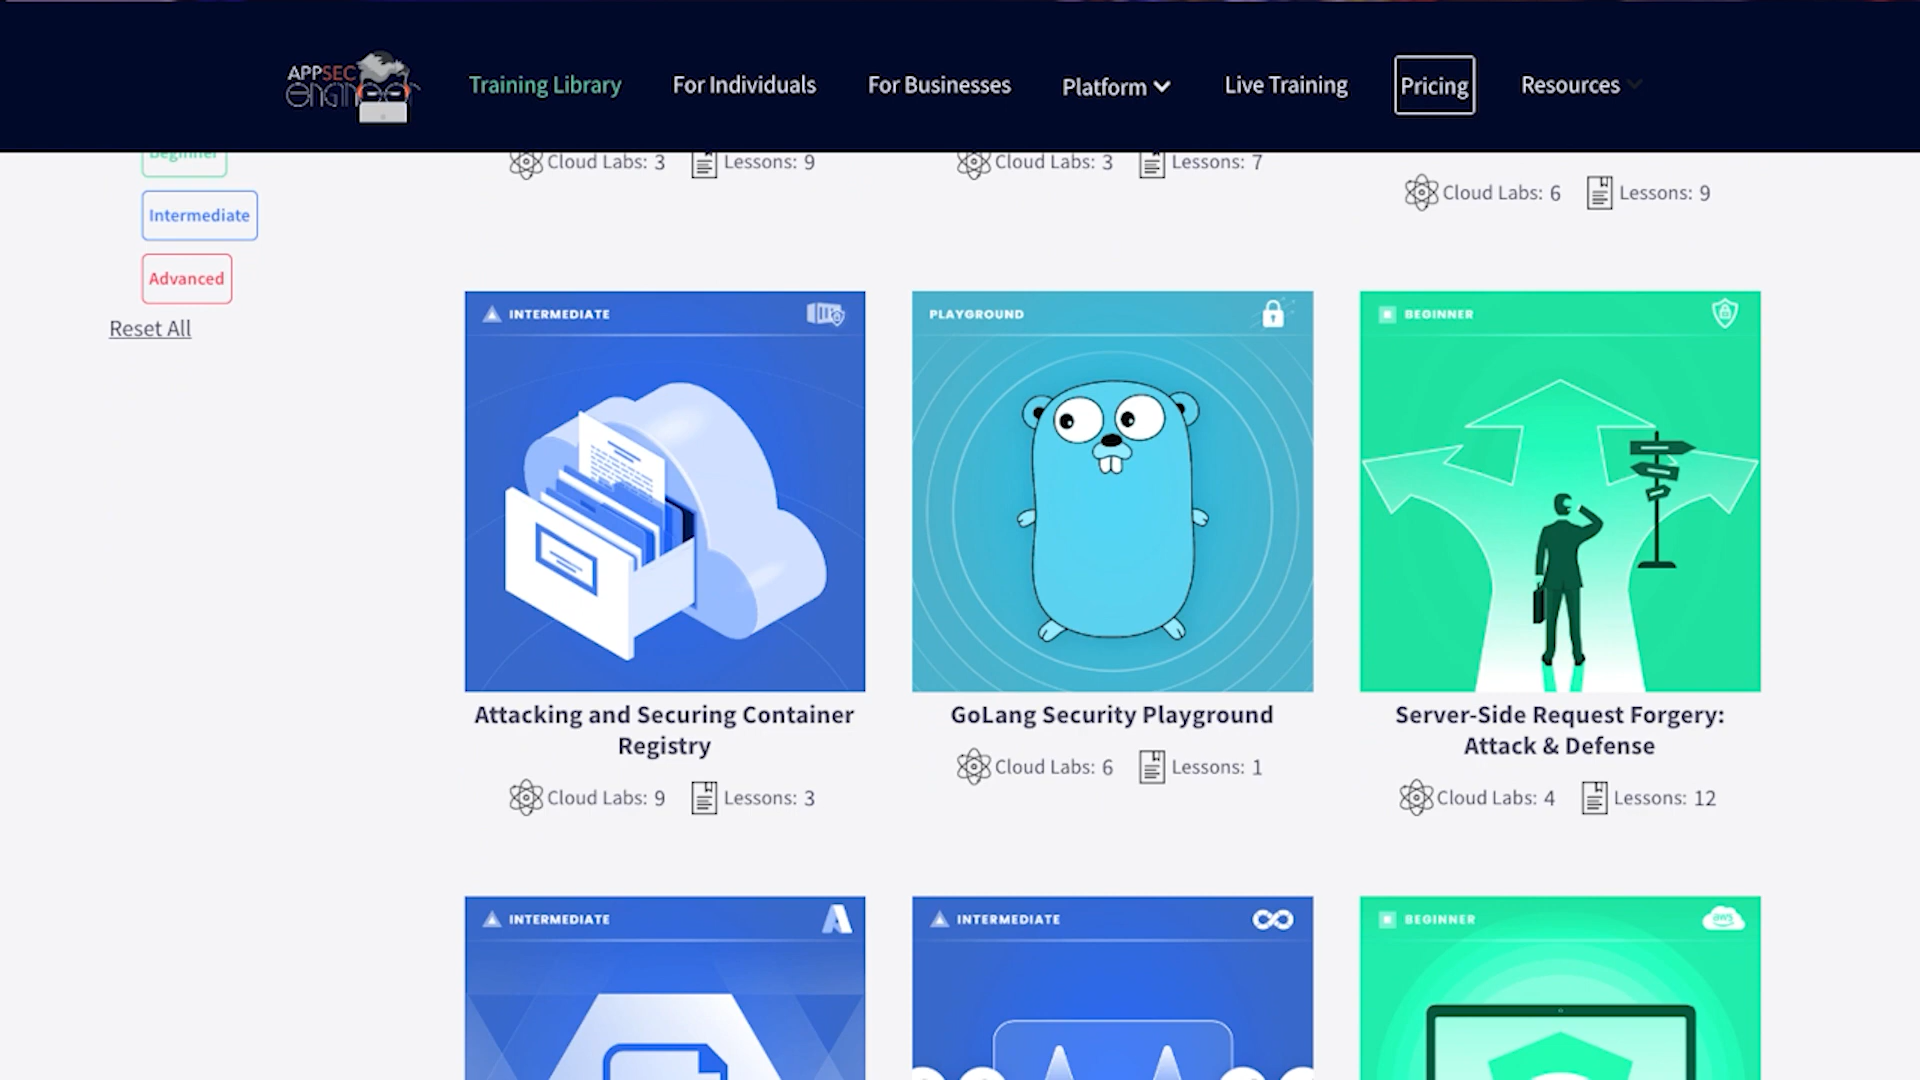 APPSEC
engineer
Training Library
For Individuals
For Businesses
Platform
Live Training
Pricing
Resources
Beginner
Intermediate
Advanced
Reset All
Cloud Labs: 3 Lessons: 9
Cloud Labs: 3 Lessons: 7
Cloud Labs: 6 Lessons: 9
INTERMEDIATE
Attacking and Securing Container
Registry
Cloud Labs: 9 Lessons: 3
PLAYGROUND
GoLang Security Playground
Cloud Labs: 6 Lessons: 1
BEGINNER
Server-Side Request Forgery:
Attack & Defense
Cloud Labs: 4 Lessons: 12
INTERMEDIATE
INTERMEDIATE
BEGINNER
aws